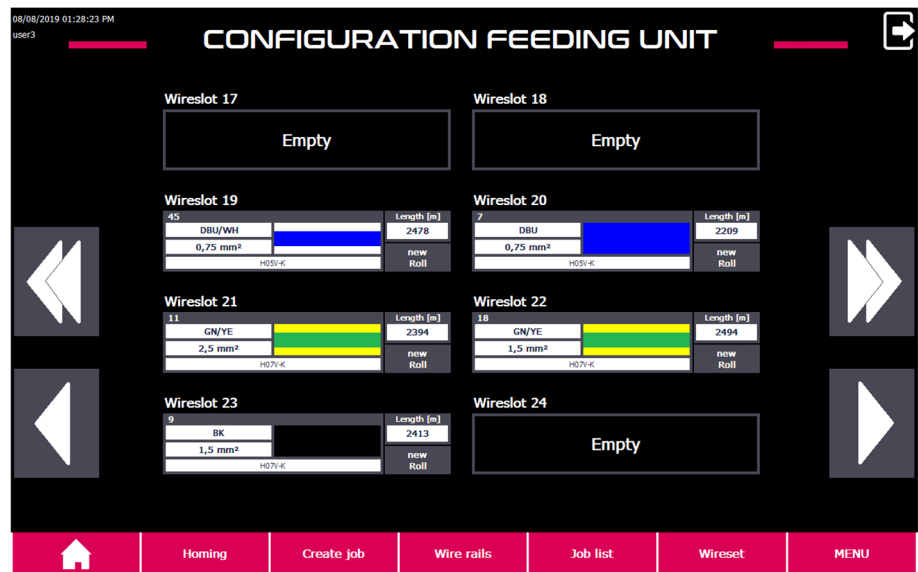 08/08/2019 01:28:23 PM
user3
CONFIGURATION FEEDING UNIT
Wireslot 17
Empty
Wireslot 18
Empty
Wireslot 19
45
DBU/WH
0,75 mm²
H05V-K
Length [m]
2478
new
Roll
Wireslot 20
7
DBU
0,75 mm²
H05V-K
Length [m]
2209
new
Roll
Wireslot 21
11
GN/YE
2,5 mm²
H07V-K
Length [m]
2394
new
Roll
Wireslot 22
18
GN/YE
1,5 mm²
H07V-K
Length [m]
2494
new
Roll
Wireslot 23
9
BK
1,5 mm²
H07V-K
Length [m]
2413
new
Roll
Wireslot 24
Empty
Homing
Create job
Wire rails
Job list
Wireset
MENU